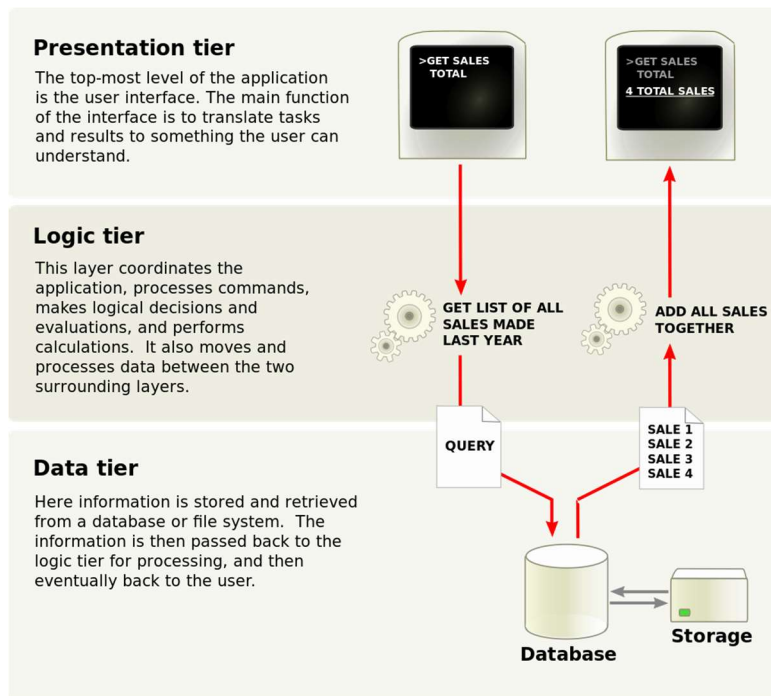 Presentation tier
The top-most level of the application
is the user interface. The main function
of the interface is to translate tasks
and results to something the user can
understand.
>GET SALES
TOTAL
>GET SALES
TOTAL
4 TOTAL SALES
Logic tier
This layer coordinates the
application, processes commands,
makes logical decisions and
evaluations, and performs
calculations.  It also moves and
processes data between the two
surrounding layers.
GET LIST OF ALL
SALES MADE
LAST YEAR
ADD ALL SALES
TOGETHER
QUERY
SALE 1
SALE 2
SALE 3
SALE 4
Data tier
Here information is stored and retrieved
from a database or file system.  The
information is then passed back to the
logic tier for processing, and then
eventually back to the user.
Database
Storage